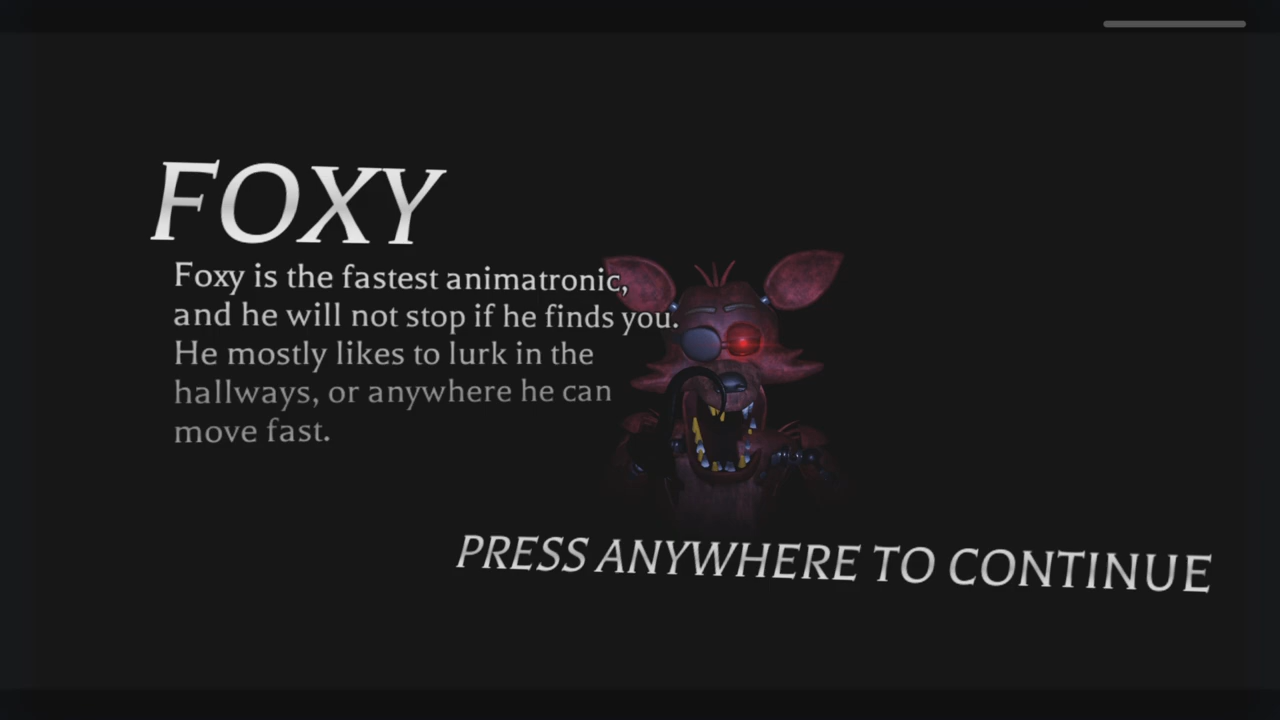 FOXY
Foxy is the fastest animatronic,
and he will not stop if he finds you.
He mostly likes to lurk in the
hallways, or anywhere he can
move fast.
PRESS ANYWHERE TO CONTINUE